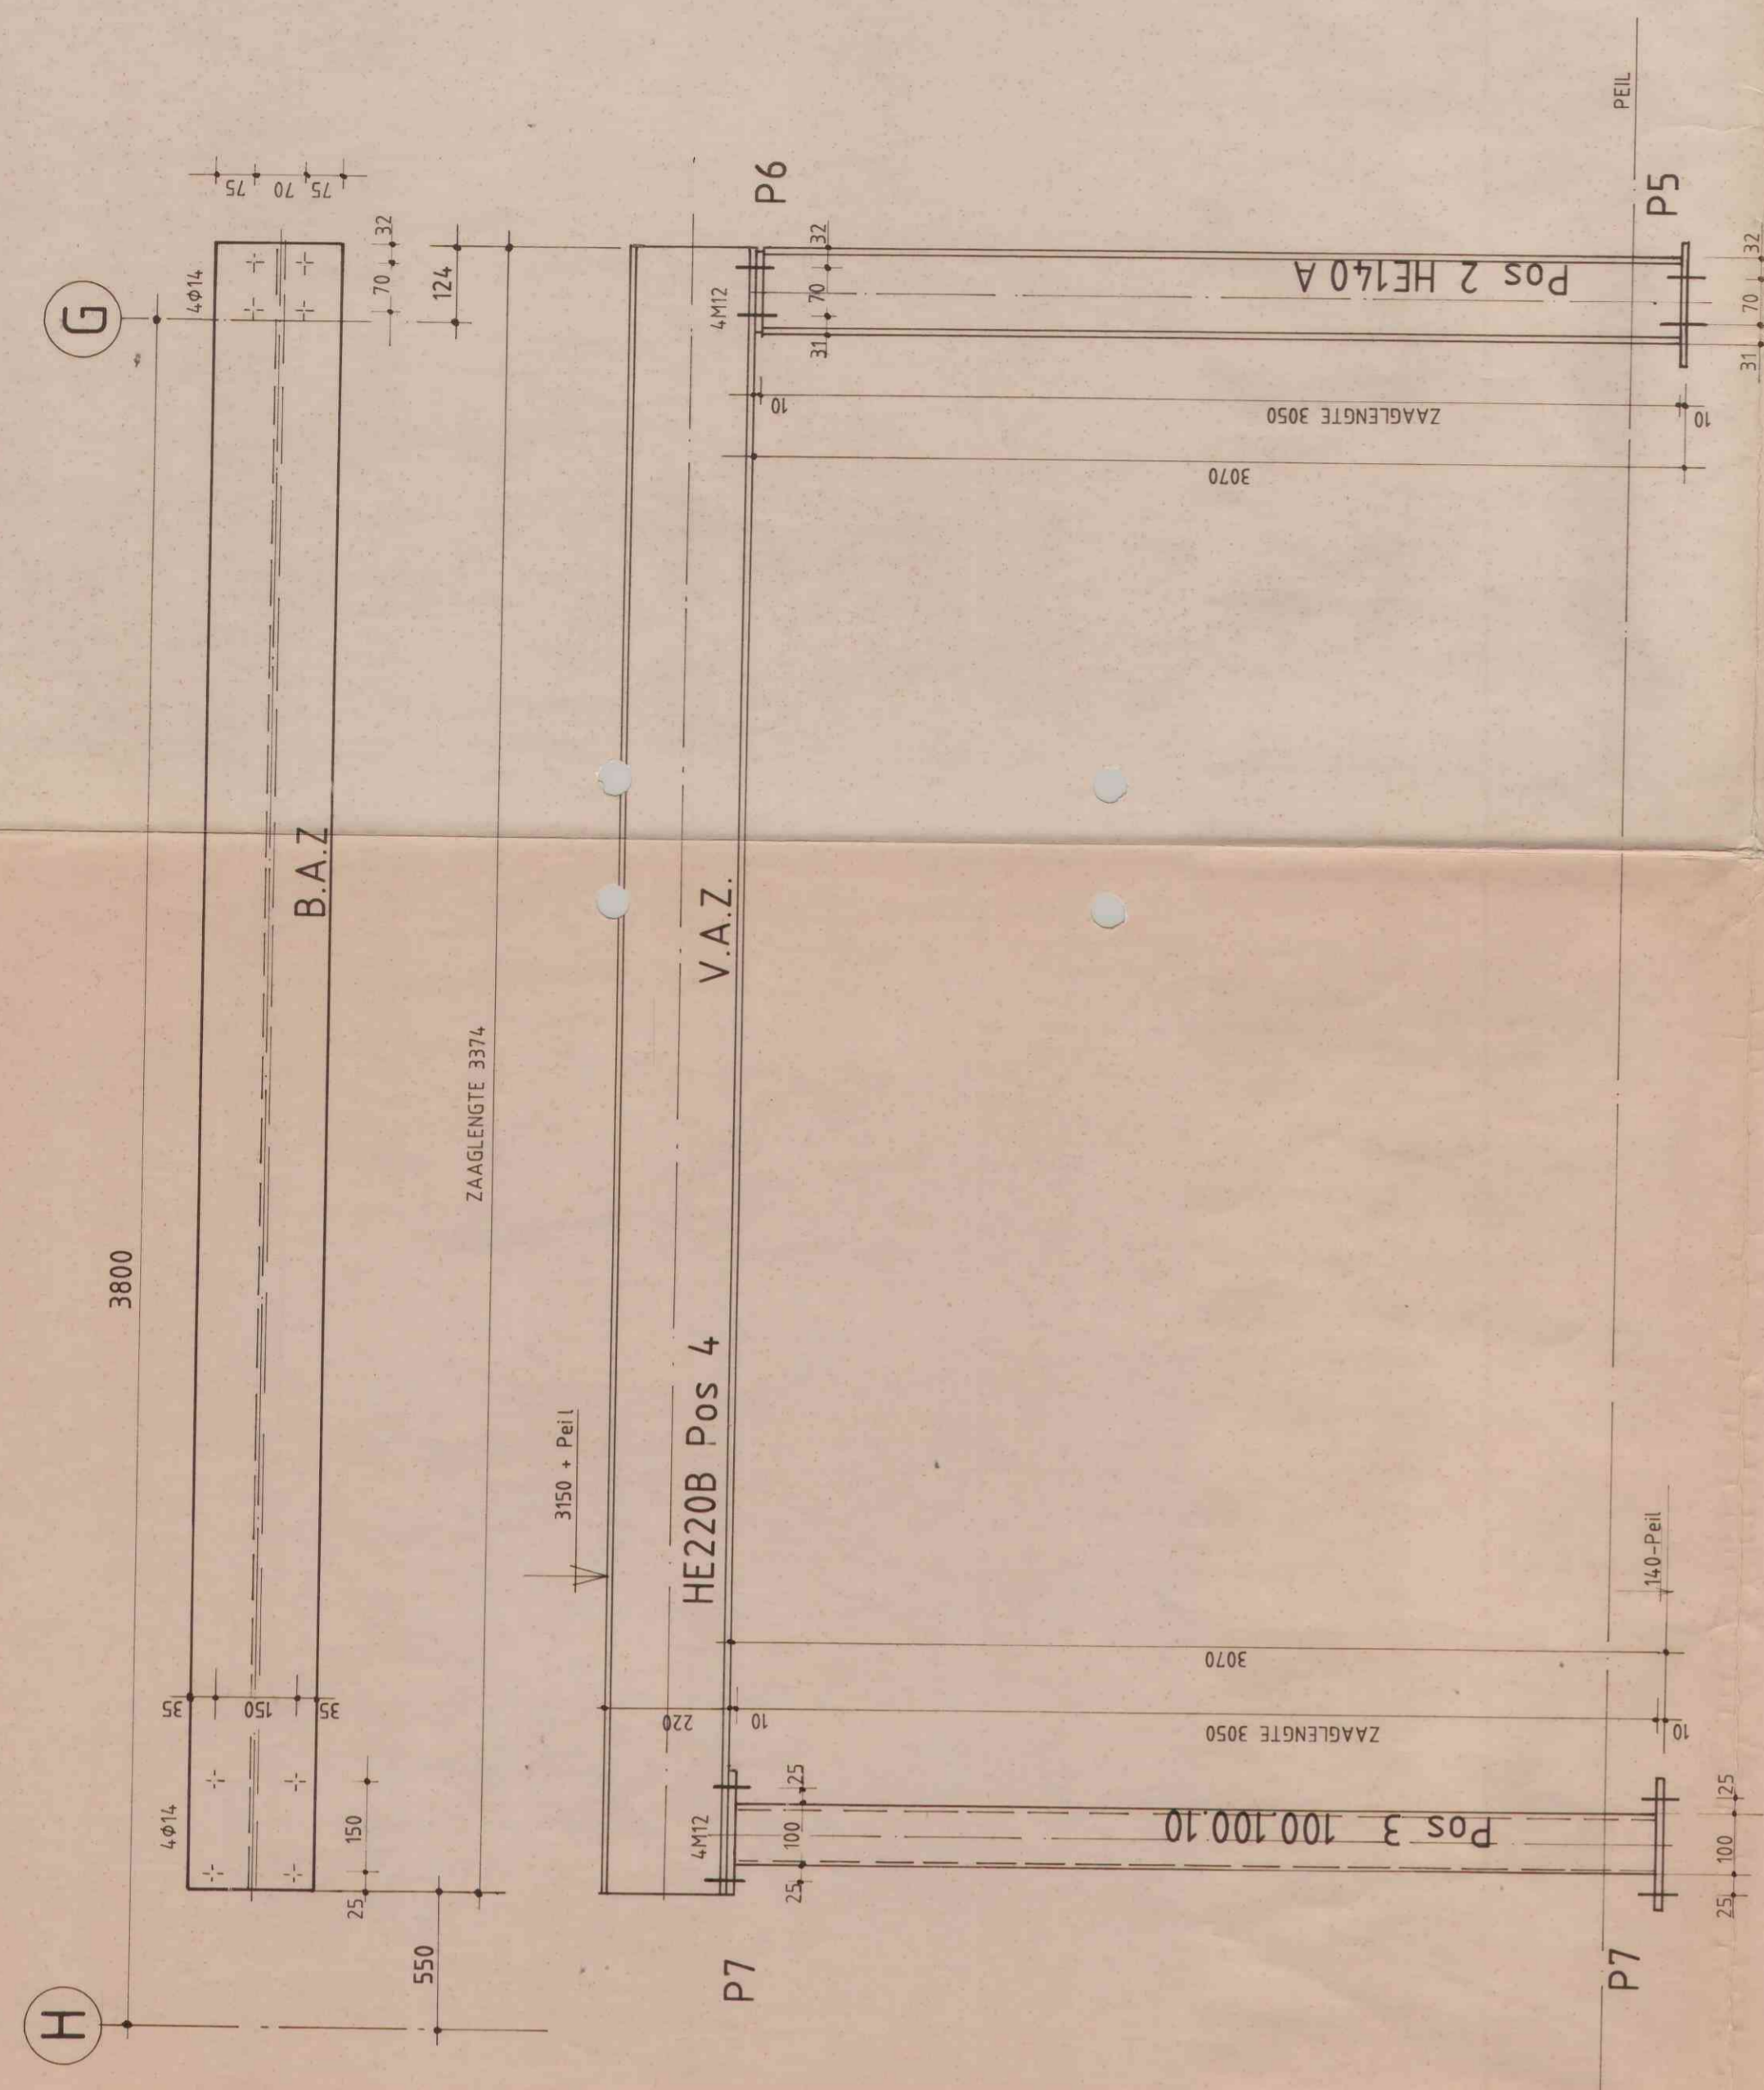 H
G
3800
4Φ14
35
150
35
25
150
550
B.A.Z
4Φ14
75
70
75
70
32
124
ZAAGLENGTE 3374
3150 + Peil
HE220B Pos 4
V.A.Z.
P7
4M12
25
100
25
220
10
ZAAGLENGTE 3050
3070
10
Pos 3 100.100.10
P7
25
100
25
140-Peil
P6
4M12
31
70
32
10
ZAAGLENGTE 3050
3070
10
Pos 2 HE140 A
PEIL
P5
31
70
32